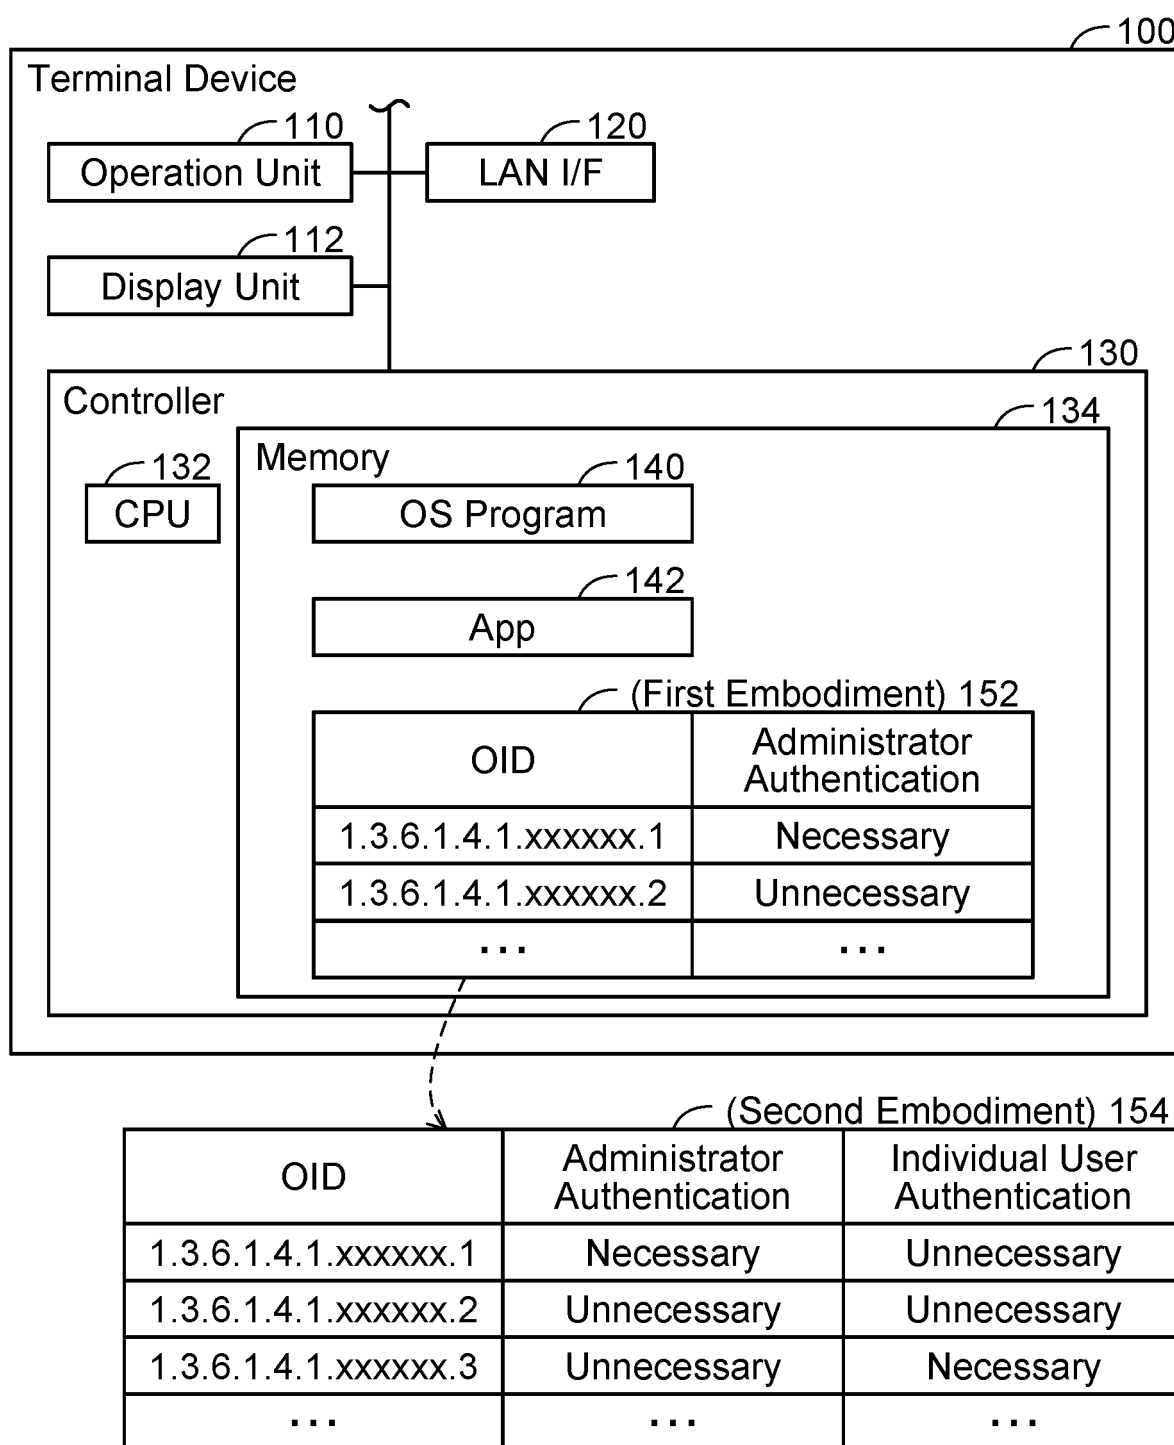 100
Terminal Device
110
120
Operation Unit
LAN I/F
112
Display Unit
130
Controller
134
Memory
132
140
CPU
OS Program
142
App
(First Embodiment) 152
OID
Administrator
Authentication
1.3.6.1.4.1.xxxxxx.1
Necessary
1.3.6.1.4.1.xxxxxx.2
Unnecessary
...
...
(Second Embodiment) 154
OID
Administrator
Authentication
Individual User
Authentication
1.3.6.1.4.1.xxxxxx.1
Necessary
Unnecessary
1.3.6.1.4.1.xxxxxx.2
Unnecessary
Unnecessary
1.3.6.1.4.1.xxxxxx.3
Unnecessary
Necessary
...
...
...